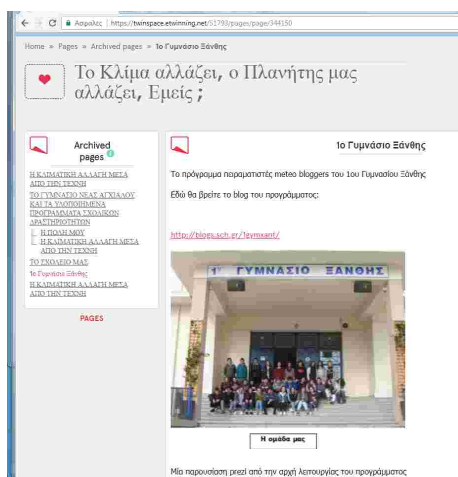 Ασφαλές | https://twinspace.etwinning.net/51793/pages/page/344150
Home » Pages » Archived pages » 1ο Γυμνάσιο Ξάνθης
Το Κλίμα αλλάζει, ο Πλανήτης μας
αλλάζει, Εμείς ;
Archived
pages
Η ΚΛΙΜΑΤΙΚΗ ΑΛΛΑΓΗ ΜΕΣΑ
ΑΠΟ ΤΗΝ ΤΕΧΝΗ
ΤΟ ΓΥΜΝΑΣΙΟ ΝΕΑΣ ΑΓΧΙΑΛΟΥ
ΚΑΙ ΤΑ ΥΛΟΠΟΙΗΜΕΝΑ
ΠΡΟΓΡΑΜΜΑΤΑ ΣΧΟΛΙΚΩΝ
ΔΡΑΣΤΗΡΙΟΤΗΤΩΝ
Η ΠΟΛΗ ΜΟΥ
Η ΚΛΙΜΑΤΙΚΗ ΑΛΛΑΓΗ ΜΕΣΑ
ΑΠΟ ΤΗΝ ΤΕΧΝΗ
ΤΟ ΣΧΟΛΕΙΟ ΜΑΣ
1ο Γυμνάσιο Ξάνθης
Η ΚΛΙΜΑΤΙΚΗ ΑΛΛΑΓΗ ΜΕΣΑ
ΑΠΟ ΤΗΝ ΤΕΧΝΗ
PAGES
1ο Γυμνάσιο Ξάνθης
Το πρόγραμμα παραματιστές meteo bloggers του 1ου Γυμνασίου Ξάνθης
Εδώ θα βρείτε το blog του προγράμματος:
http://blogs.sch.gr/1gymxant/
1° ΓΥΜΝΑΣΙΟ ΞΑΝΘΗΣ
Η ομάδα μας
Μία παρουσίαση prezi από την αρχή λειτουργίας του προγράμματος